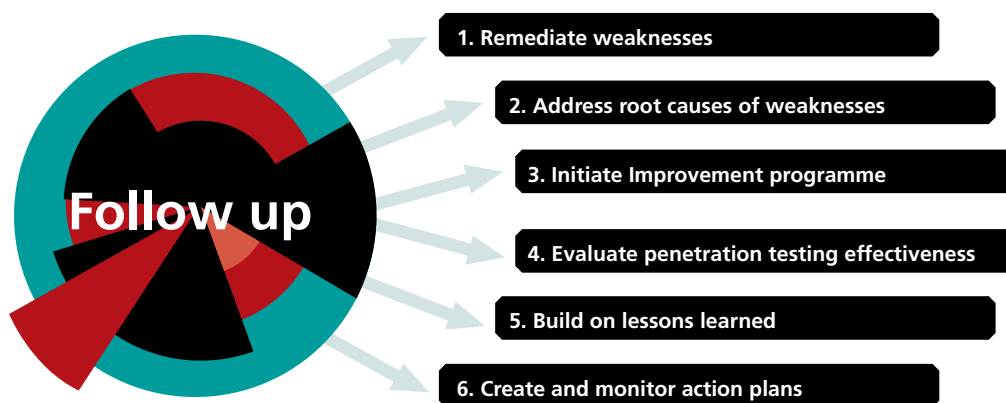 1. Remediate weaknesses
2. Address root causes of weaknesses
3. Initiate Improvement programme
Follow up
4. Evaluate penetration testing effectiveness
5. Build on lessons learned
6. Create and monitor action plans